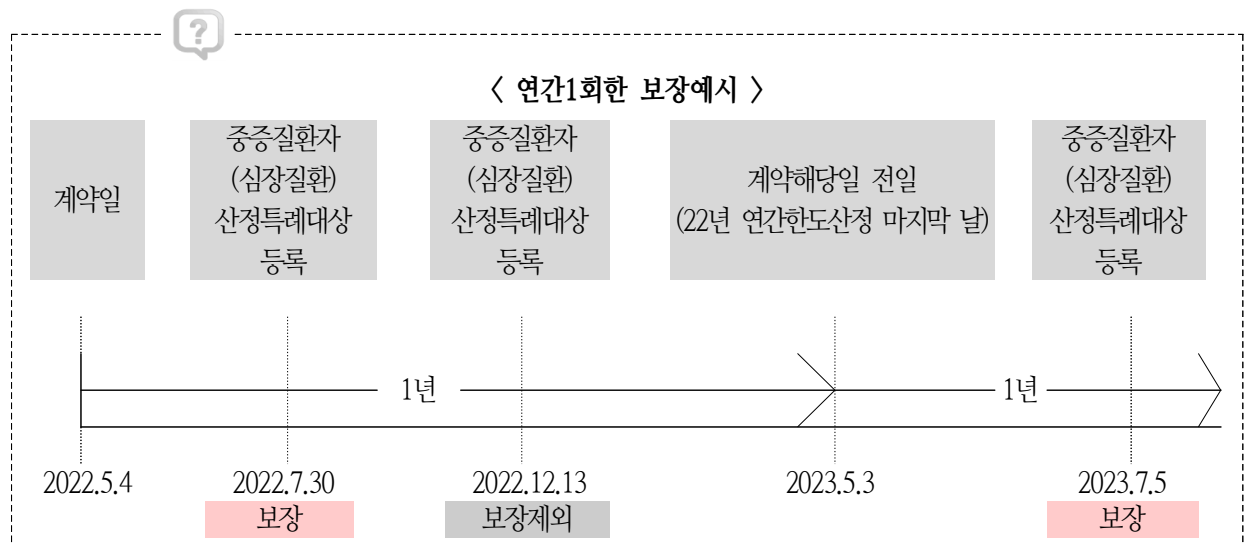 ?
〈 연간1회한 보장예시 〉
계약일
중증질환자
(심장질환)
산정특례대상
등록
중증질환자
(심장질환)
산정특례대상
등록
계약해당일 전일
(22년 연간한도산정 마지막 날)
중증질환자
(심장질환)
산정특례대상
등록
1년
1년
2022.5.4
2022.7.30
2022.12.13
2023.5.3
2023.7.5
보장
보장제외
보장